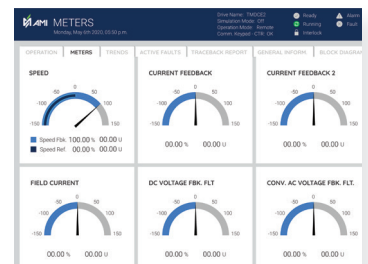 AMI METERS
Monday, May 6th 2020, 03:50 p.m.
Drive Name: TMDCE2
Simulation Mode: Off
Operation Mode: Remote
Comm. Keypad - CTR: OK
Ready
Running
Interlock
Alarm
Fault
OPERATION METERS TRENDS ACTIVE FAULTS TRACEBACK REPORT GENERAL INFORM BLOCK DIAGRAM
SPEED
-50 0 50
-100 100
-150 150
Speed Fbk. 100.00 % 00.00 U
Speed Ref. 00.00 % 00.00 U
CURRENT FEEDBACK
-50 0 50
-100 100
-150 150
00.00 % 00.00 U
CURRENT FEEDBACK 2
-50 0 50
-100 100
-150 150
00.00 % 00.00 U
FIELD CURRENT
-50 0 50
-100 100
-150 150
00.00 % 00.00 U
DC VOLTAGE FBK. FLT
-50 0 50
-100 100
-150 150
00.00 % 00.00 U
CONV. AC VOLTAGE FBK. FLT.
-50 0 50
-100 100
-150 150
00.00 % 00.00 U